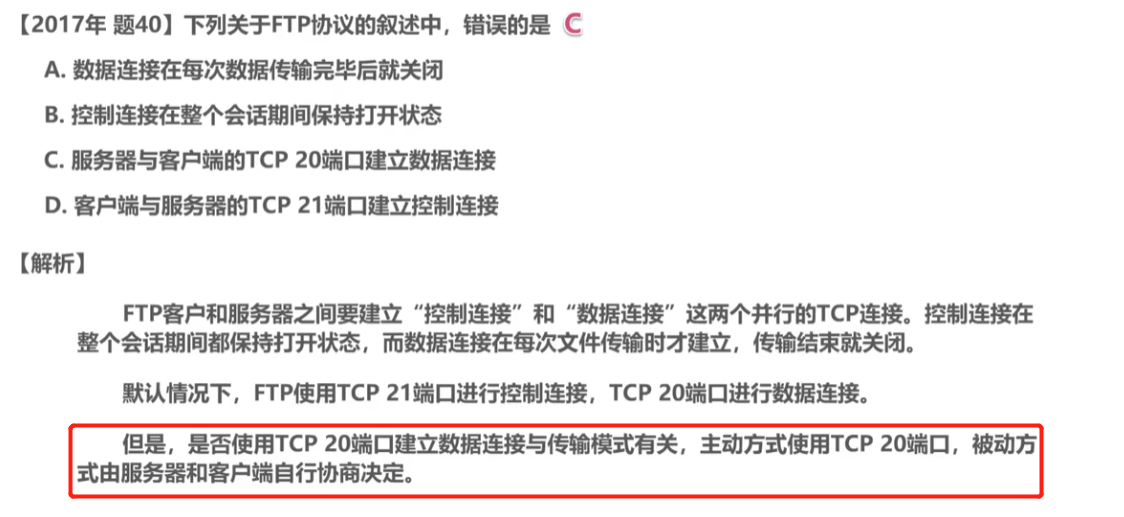 【2017年 题40】下列关于FTP协议的叙述中，错误的是 C
A. 数据连接在每次数据传输完毕后就关闭
B. 控制连接在整个会话期间保持打开状态
C. 服务器与客户端的TCP 20端口建立数据连接
D. 客户端与服务器的TCP 21端口建立控制连接
【解析】
FTP客户和服务器之间要建立“控制连接”和“数据连接”这两个并行的TCP连接。控制连接在
整个会话期间都保持打开状态，而数据连接在每次文件传输时才建立，传输结束就关闭。
默认情况下，FTP使用TCP 21端口进行控制连接，TCP 20端口进行数据连接。
但是，是否使用TCP 20端口建立数据连接与传输模式有关，主动方式使用TCP 20端口，被动方
式由服务器和客户端自行协商决定。